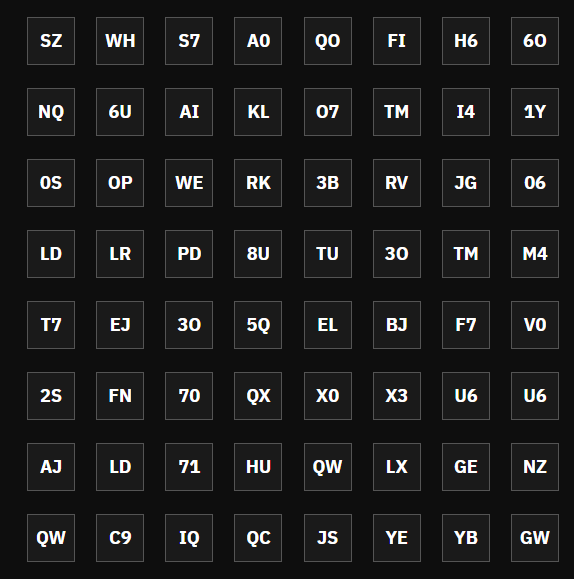 SZ WH S7 A0 QO FI H6 6O
NQ 6U AI KL O7 TM I4 1Y
0S OP WE RK 3B RV JG 06
LD LR PD 8U TU 3O TM M4
T7 EJ 3O 5Q EL BJ F7 V0
2S FN 70 QX X0 X3 U6 U6
AJ LD 71 HU QW LX GE NZ
QW C9 IQ QC JS YE YB GW